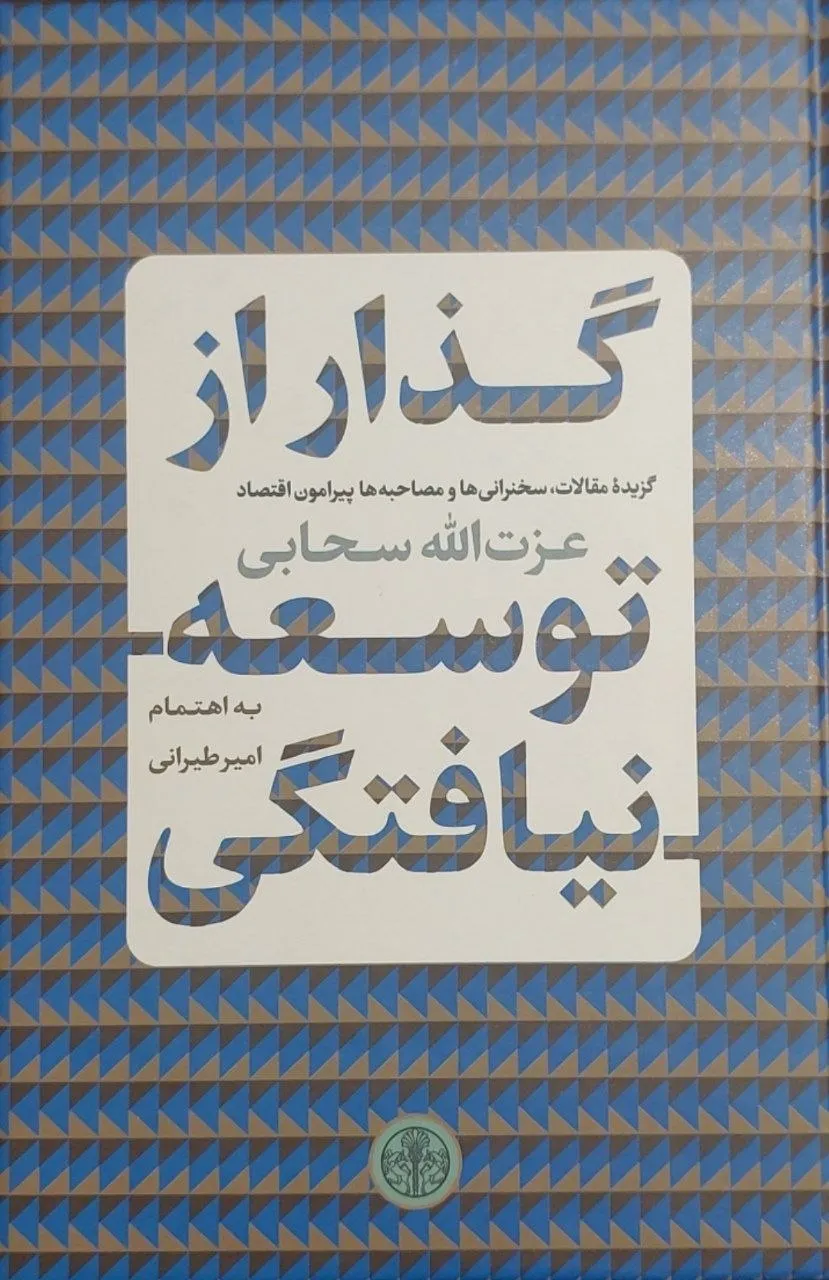 گذار از
گزیدهٔ مقالات، سخنرانی‌ها و مصاحبه‌ها پیرامون اقتصاد
عزت‌الله سحابی
توسعه‌
به اهتمام
امیر طیرانی
نیافتگی